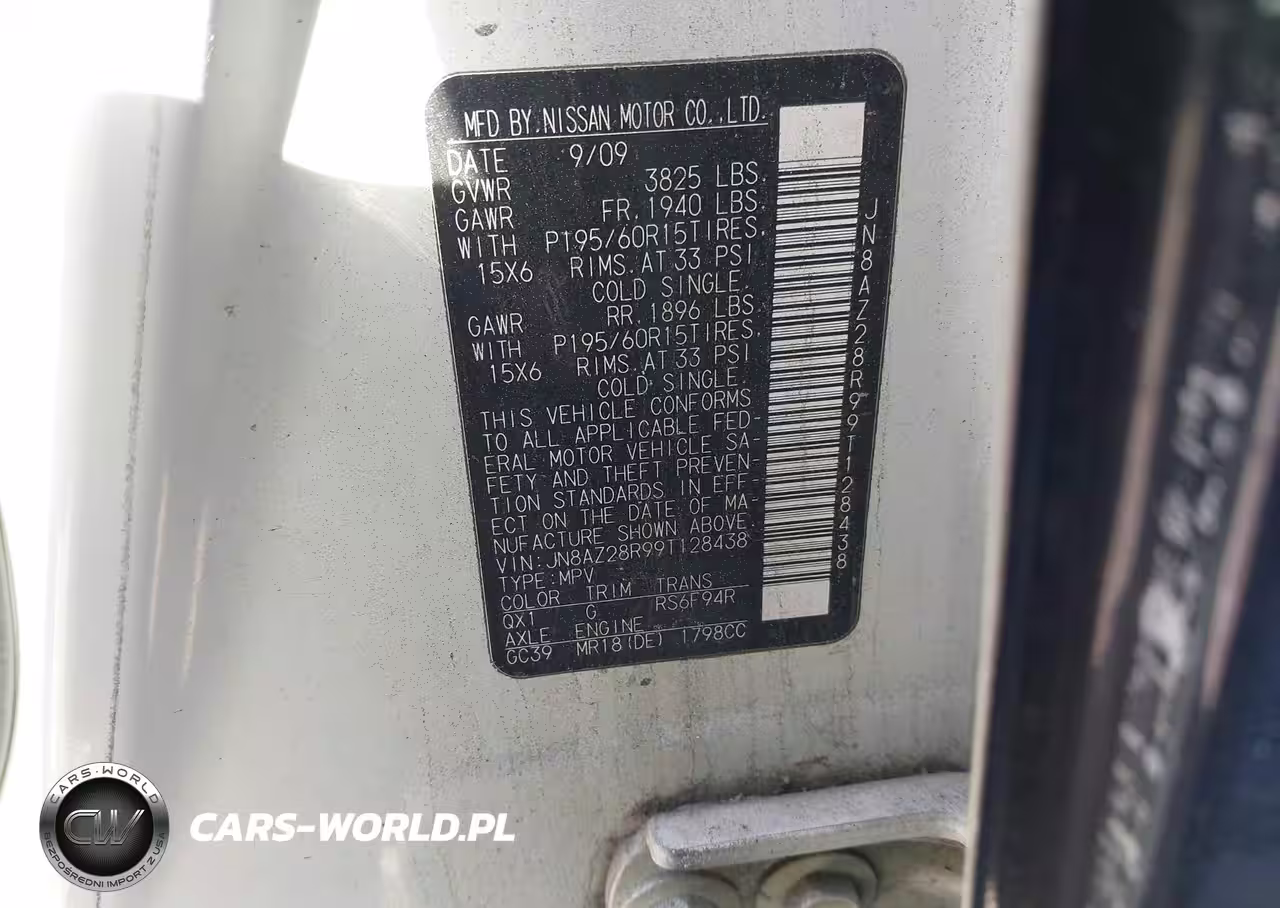 MFD BY.NISSAN MOTOR CO.,LTD.
DATE 9/09
GVWR 3825 LBS.
GAWR FR.1940 LBS.
WITH P195/60R15TIRES.
15X6 RIMS.AT 33 PSI
COLD SINGLE.
GAWR RR.1896 LBS.
WITH P195/60R15TIRES.
15X6 RIMS.AT 33 PSI
COLD SINGLE.
THIS VEHICLE CONFORMS
TO ALL APPLICABLE FED-
ERAL MOTOR VEHICLE SA-
FETY AND THEFT PREVEN-
TION STANDARDS IN EFF-
ECT ON THE DATE OF MA-
NUFACTURE SHOWN ABOVE.
VIN:JN8AZ28R99T128438
TYPE:MPV
COLOR TRIM TRANS
QX1 G RS6F94R
AXLE ENGINE
GC39 MR18(DE) 1798CC
JN8AZ28R99T128438
CARS-WORLD
CW
BEZPOŚREDNI IMPORT Z USA
CARS-WORLD.PL